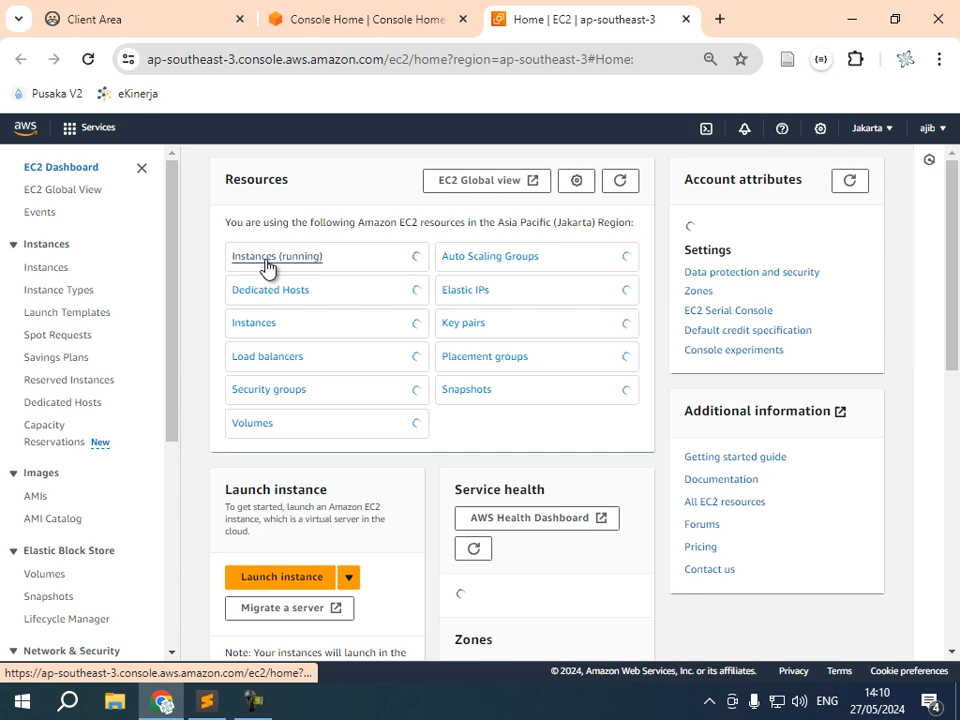 Client Area
Console Home | Console Home
Home | EC2 | ap-southeast-3
ap-southeast-3.console.aws.amazon.com/ec2/home?region=ap-southeast-3#Home:
Pusaka V2
eKinerja
aws
Services
Jakarta
ajib
EC2 Dashboard
EC2 Global View
Events
Instances
Instances
Instance Types
Launch Templates
Spot Requests
Savings Plans
Reserved Instances
Dedicated Hosts
Capacity
Reservations New
Images
AMIs
AMI Catalog
Elastic Block Store
Volumes
Snapshots
Lifecycle Manager
Network & Security
Resources
EC2 Global view
You are using the following Amazon EC2 resources in the Asia Pacific (Jakarta) Region:
Instances (running)
Auto Scaling Groups
Dedicated Hosts
Elastic IPs
Instances
Key pairs
Load balancers
Placement groups
Security groups
Snapshots
Volumes
Launch instance
To get started, launch an Amazon EC2
instance, which is a virtual server in the
cloud.
Launch instance
Migrate a server
Note: Your instances will launch in the
Service health
AWS Health Dashboard
Zones
Account attributes
Settings
Data protection and security
Zones
EC2 Serial Console
Default credit specification
Console experiments
Additional information
Getting started guide
Documentation
All EC2 resources
Forums
Pricing
Contact us
https://ap-southeast-3.console.aws.amazon.com/ec2/home?...
© 2024, Amazon Web Services, Inc. or its affiliates.
Privacy
Terms
Cookie preferences
ENG
14:10
27/05/2024
4